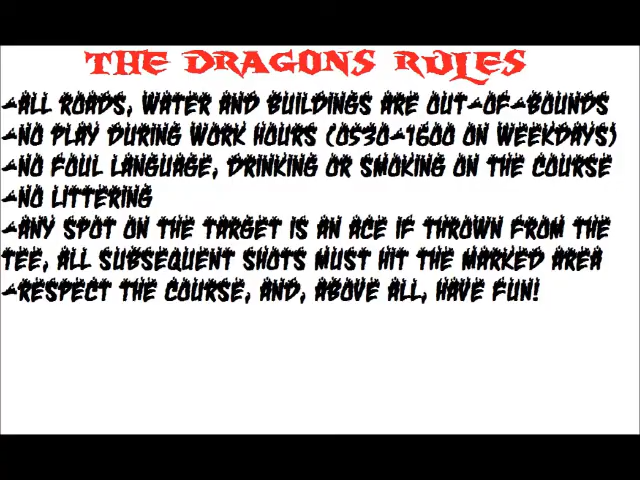 THE DRAGONS RULES
-ALL ROADS, WATER AND BUILDINGS ARE OUT-OF-BOUNDS
-NO PLAY DURING WORK HOURS (0530-1600 ON WEEKDAYS)
-NO FOUL LANGUAGE, DRINKING OR SMOKING ON THE COURSE
-NO LITTERING
-ANY SPOT ON THE TARGET IS AN ACE IF THROWN FROM THE
TEE, ALL SUBSEQUENT SHOTS MUST HIT THE MARKED AREA
-RESPECT THE COURSE, AND, ABOVE ALL, HAVE FUN!